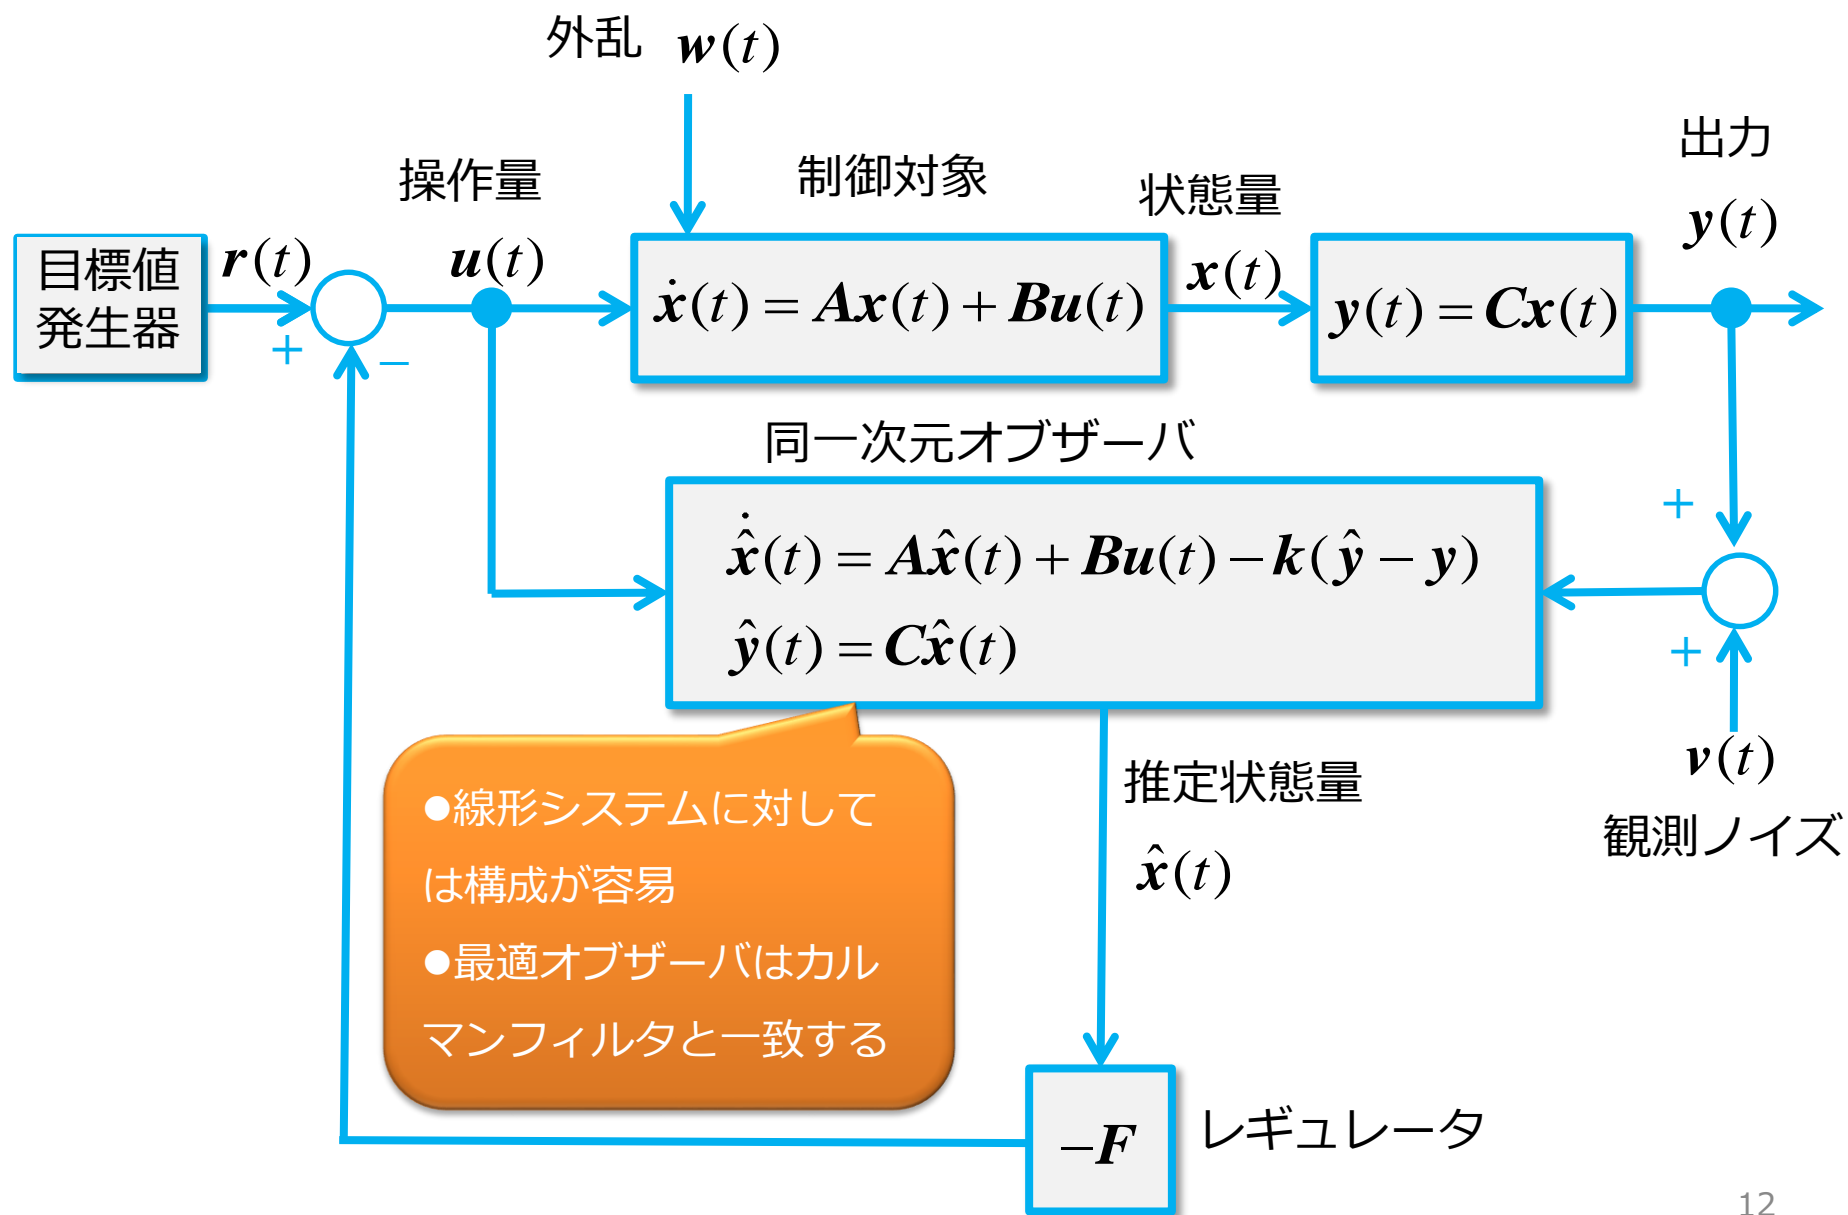 外乱 w(t)
出力
y(t)
操作量
u(t)
制御対象
状態量
x(t)
目標値
発生器
r(t)
+
−
ẋ(t) = Ax(t) + Bu(t)
y(t) = Cx(t)
同一次元オブザーバ
+
x̂̇(t) = Ax̂(t) + Bu(t) − k(ŷ − y)
ŷ(t) = Cx̂(t)
+
v(t)
観測ノイズ
●線形システムに対して
は構成が容易
●最適オブザーバはカル
マンフィルタと一致する
推定状態量
x̂(t)
−F
レギュレータ
12